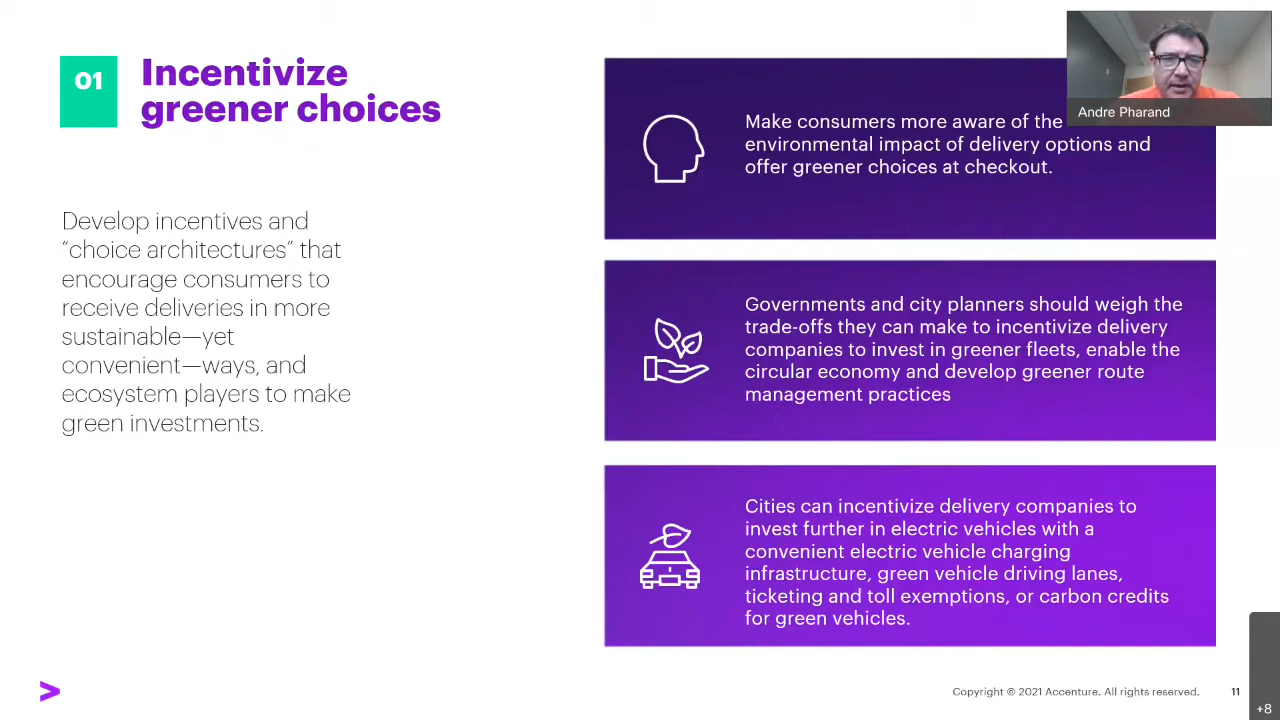 01
Incentivize
greener choices
Develop incentives and
“choice architectures” that
encourage consumers to
receive deliveries in more
sustainable—yet
convenient—ways, and
ecosystem players to make
green investments.
Make consumers more aware of the
environmental impact of delivery options and
offer greener choices at checkout.
Andre Pharand
Governments and city planners should weigh the
trade-offs they can make to incentivize delivery
companies to invest in greener fleets, enable the
circular economy and develop greener route
management practices
Cities can incentivize delivery companies to
invest further in electric vehicles with a
convenient electric vehicle charging
infrastructure, green vehicle driving lanes,
ticketing and toll exemptions, or carbon credits
for green vehicles.
Copyright © 2021 Accenture. All rights reserved.
11
+8